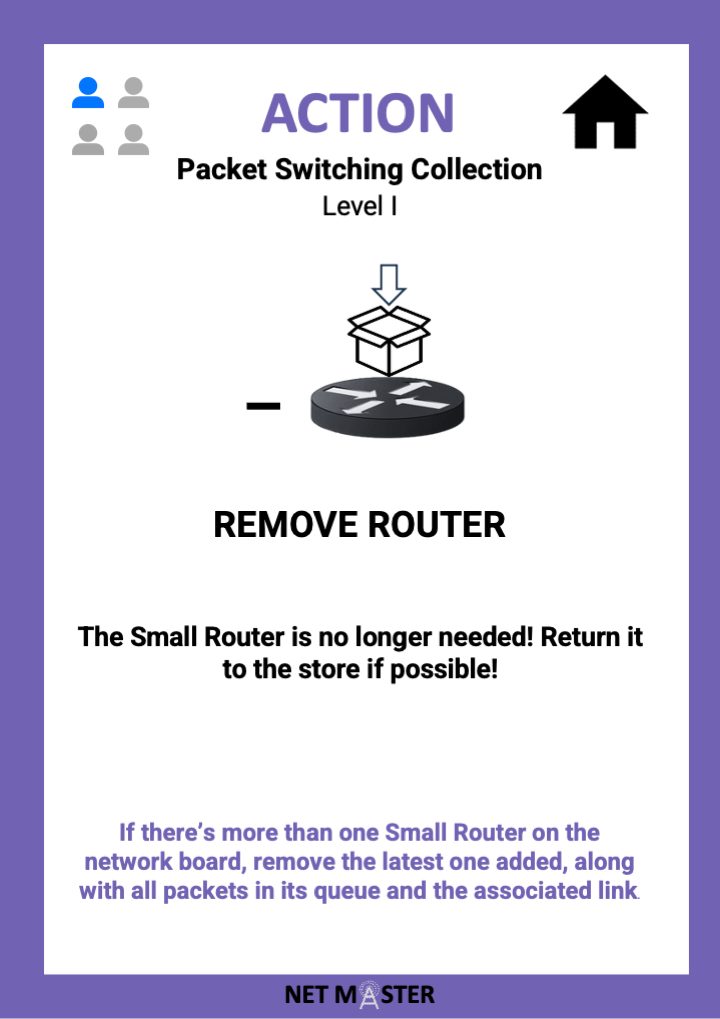 ACTION
Packet Switching Collection
Level I
REMOVE ROUTER
The Small Router is no longer needed! Return it
to the store if possible!
If there’s more than one Small Router on the
network board, remove the latest one added, along
with all packets in its queue and the associated link.
NET MASTER